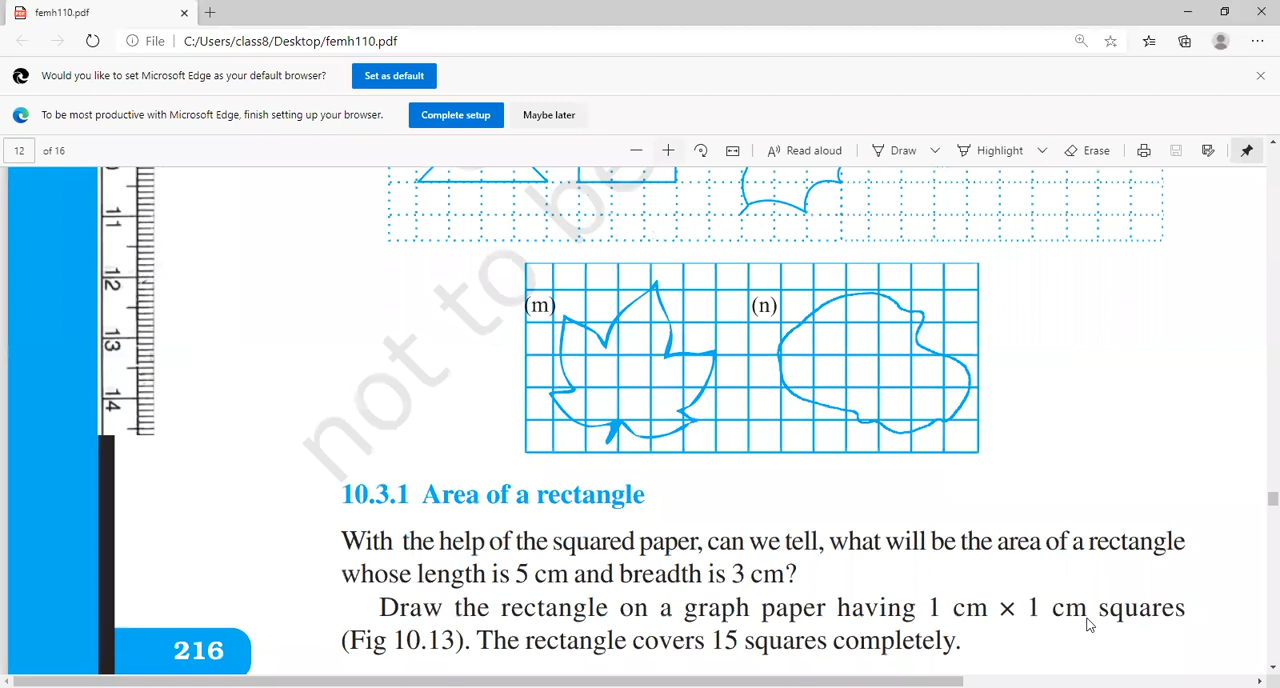 femh110.pdf
File C:/Users/class8/Desktop/femh110.pdf
Would you like to set Microsoft Edge as your default browser? Set as default
To be most productive with Microsoft Edge, finish setting up your browser. Complete setup Maybe later
12 of 16 Read aloud Draw Highlight Erase
11
12
13
14
not to be
(m) (n)
10.3.1 Area of a rectangle
With the help of the squared paper, can we tell, what will be the area of a rectangle
whose length is 5 cm and breadth is 3 cm?
Draw the rectangle on a graph paper having 1 cm × 1 cm squares
(Fig 10.13). The rectangle covers 15 squares completely.
216